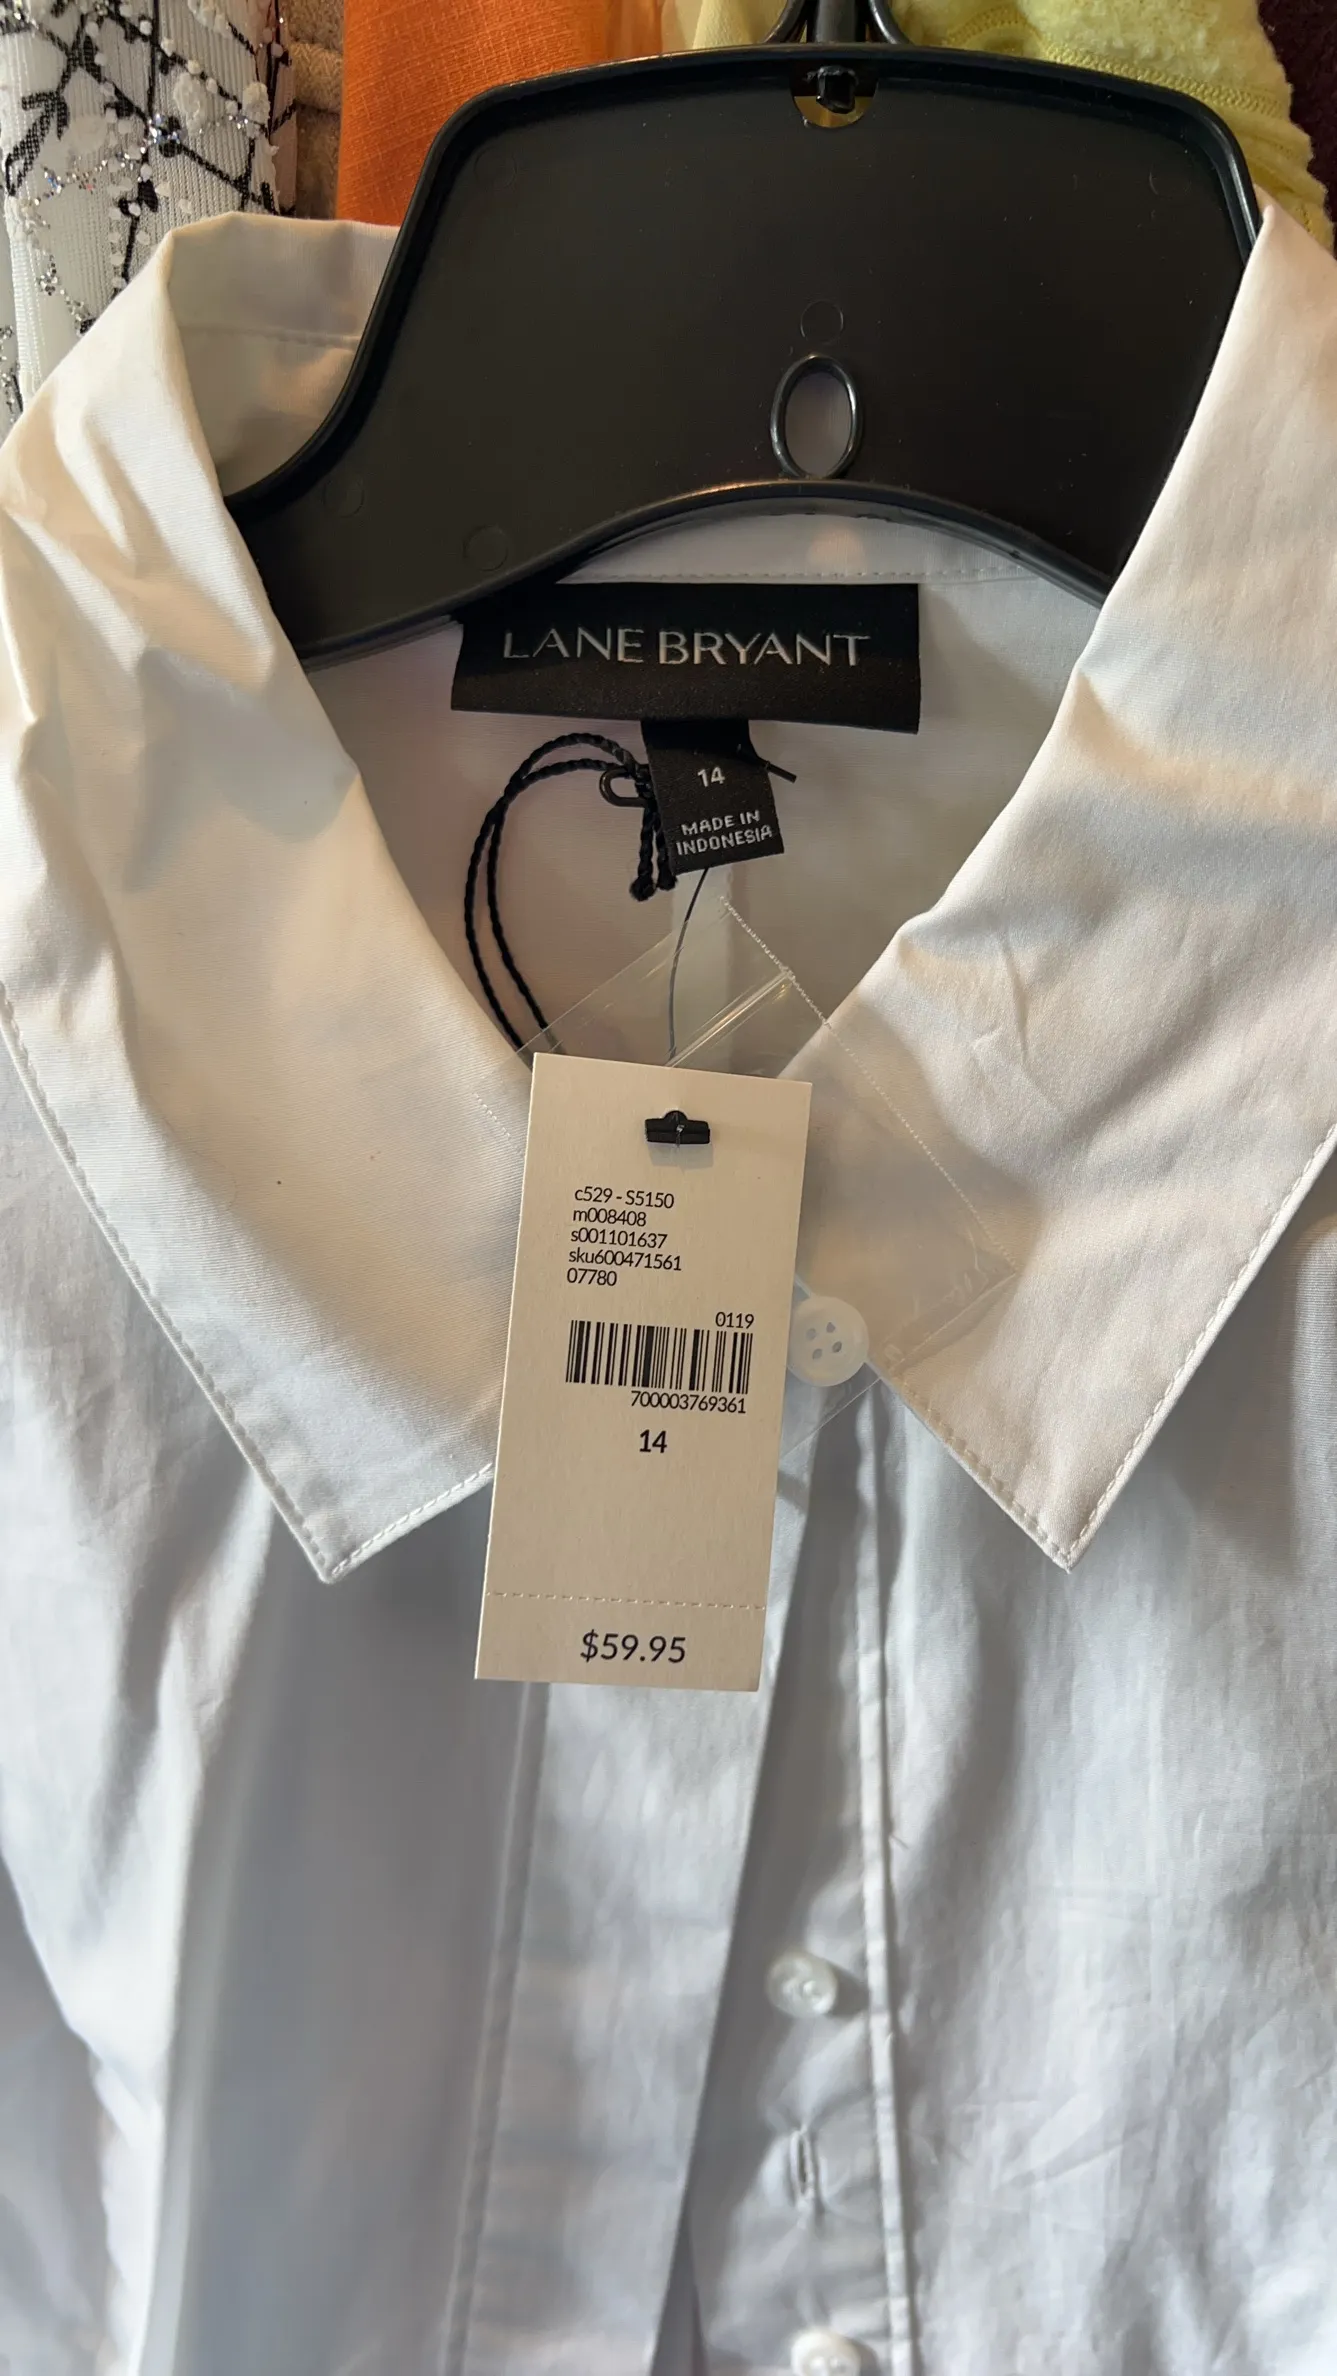 LANE BRYANT
14
MADE IN
INDONESIA
c529 - S5150
m008408
s001101637
sku600471561
07780
0119
700003769361
14
$59.95